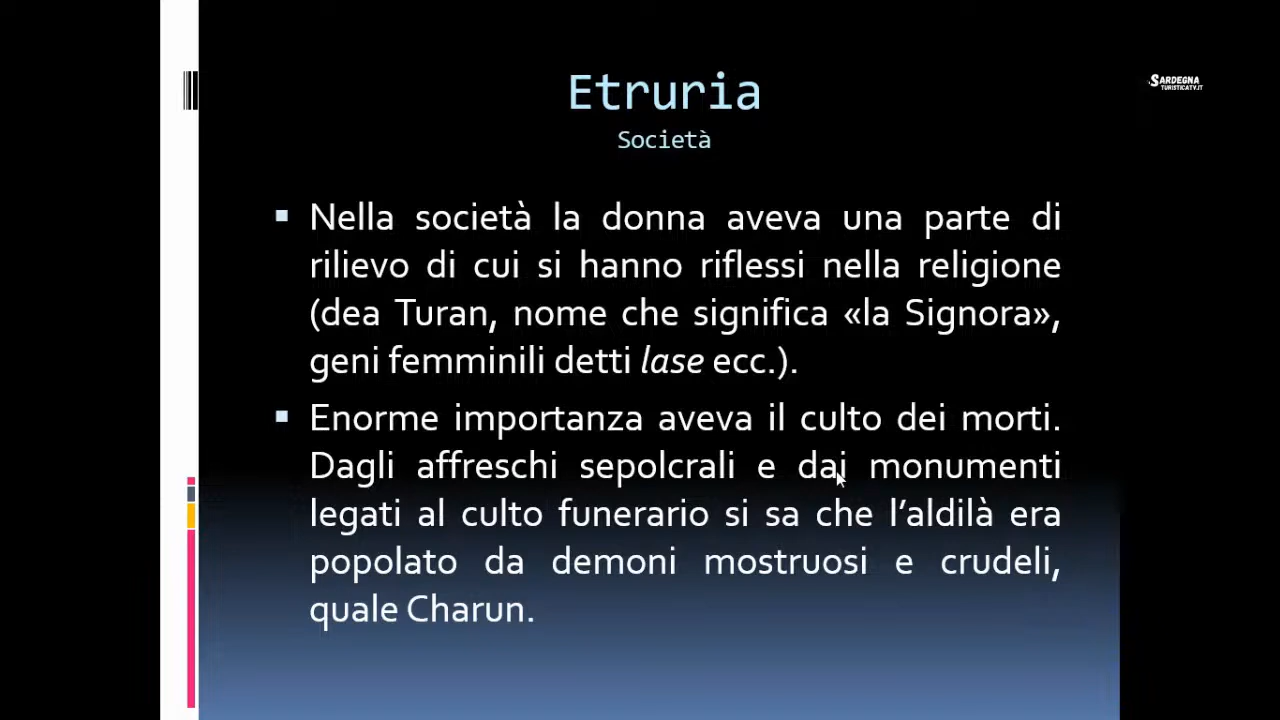 Etruria
Società
SARDEGNA
TURISTICATV.IT
Nella società la donna aveva una parte di
rilievo di cui si hanno riflessi nella religione
(dea Turan, nome che significa «la Signora»,
geni femminili detti lase ecc.).
Enorme importanza aveva il culto dei morti.
Dagli affreschi sepolcrali e dai monumenti
legati al culto funerario si sa che l’aldilà era
popolato da demoni mostruosi e crudeli,
quale Charun.